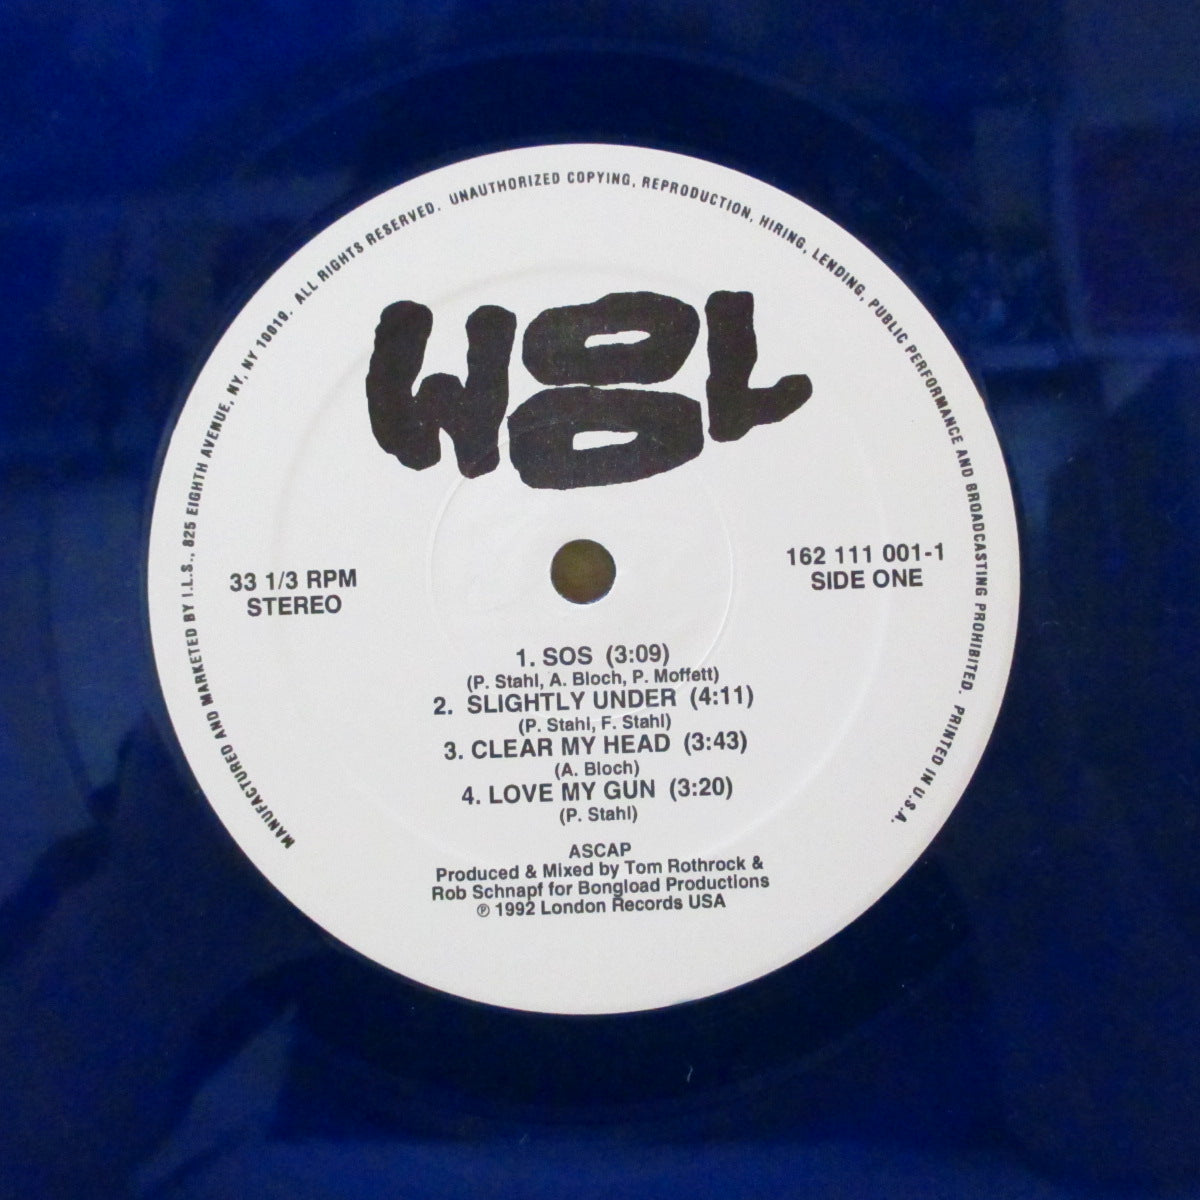 WOOL
33 1/3 RPM
STEREO
162 111 001-1
SIDE ONE
1. SOS (3:09)
(P. Stahl, A. Bloch, P. Moffett)
2. SLIGHTLY UNDER (4:11)
(P. Stahl, F. Stahl)
3. CLEAR MY HEAD (3:43)
(A. Bloch)
4. LOVE MY GUN (3:20)
(P. Stahl)
ASCAP
Produced & Mixed by Tom Rothrock &
Rob Schnapf for Bongload Productions
℗ 1992 London Records USA
MANUFACTURED AND MARKETED BY I.L.S., 825 EIGHTH AVENUE, NY, NY 10019. ALL RIGHTS RESERVED. UNAUTHORIZED COPYING, REPRODUCTION, HIRING, LENDING, PUBLIC PERFORMANCE AND BROADCASTING PROHIBITED. PRINTED IN U.S.A.